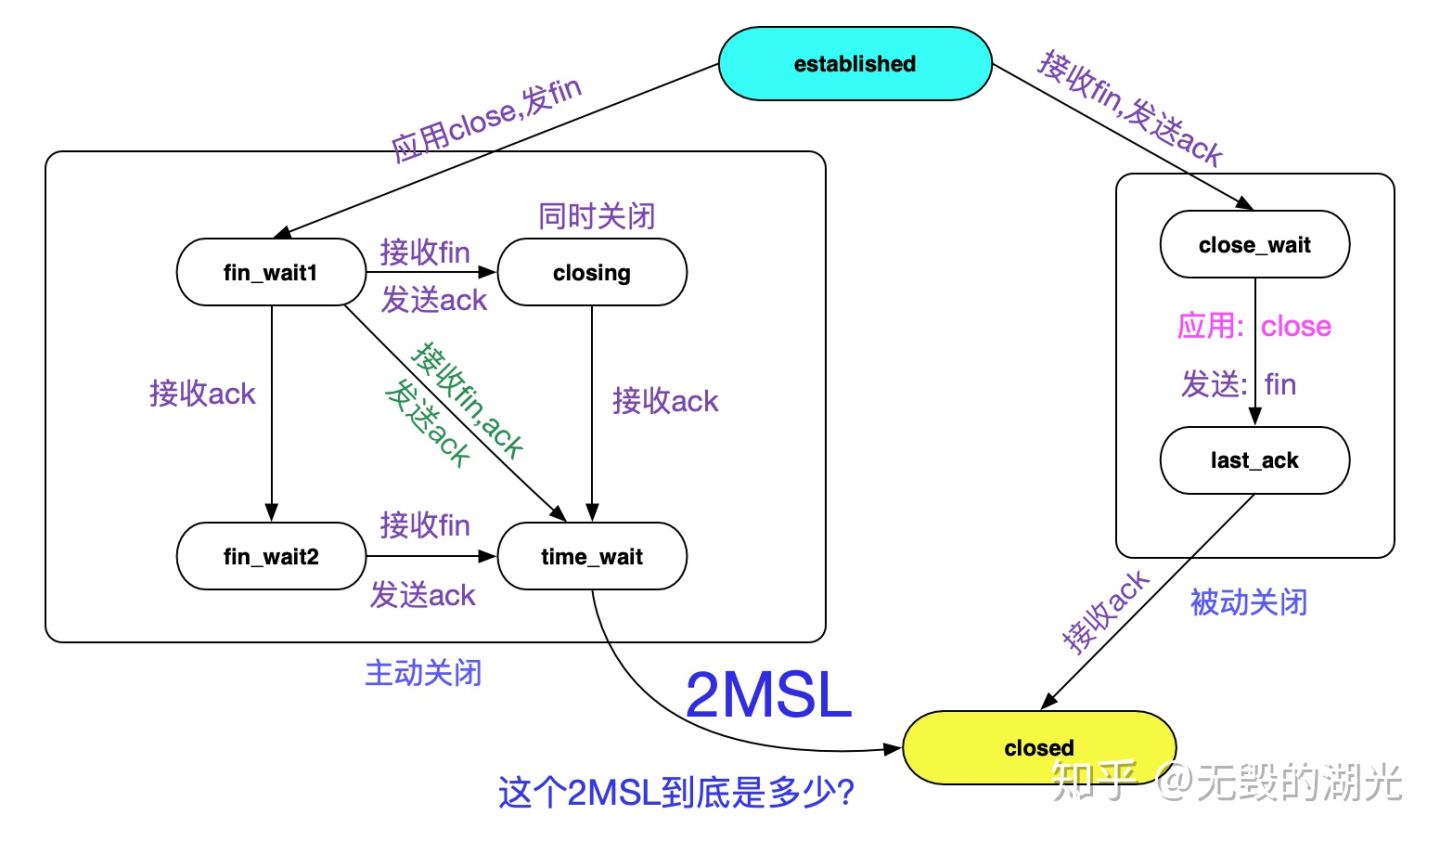 established
应用close,发fin
接收fin,发送ack
同时关闭
fin_wait1
接收fin
发送ack
closing
close_wait
应用: close
发送: fin
接收ack
接收fin,ack
发送ack
接收ack
last_ack
fin_wait2
接收fin
发送ack
time_wait
接收ack
被动关闭
主动关闭
2MSL
closed
这个2MSL到底是多少?
知乎 @无毁的湖光